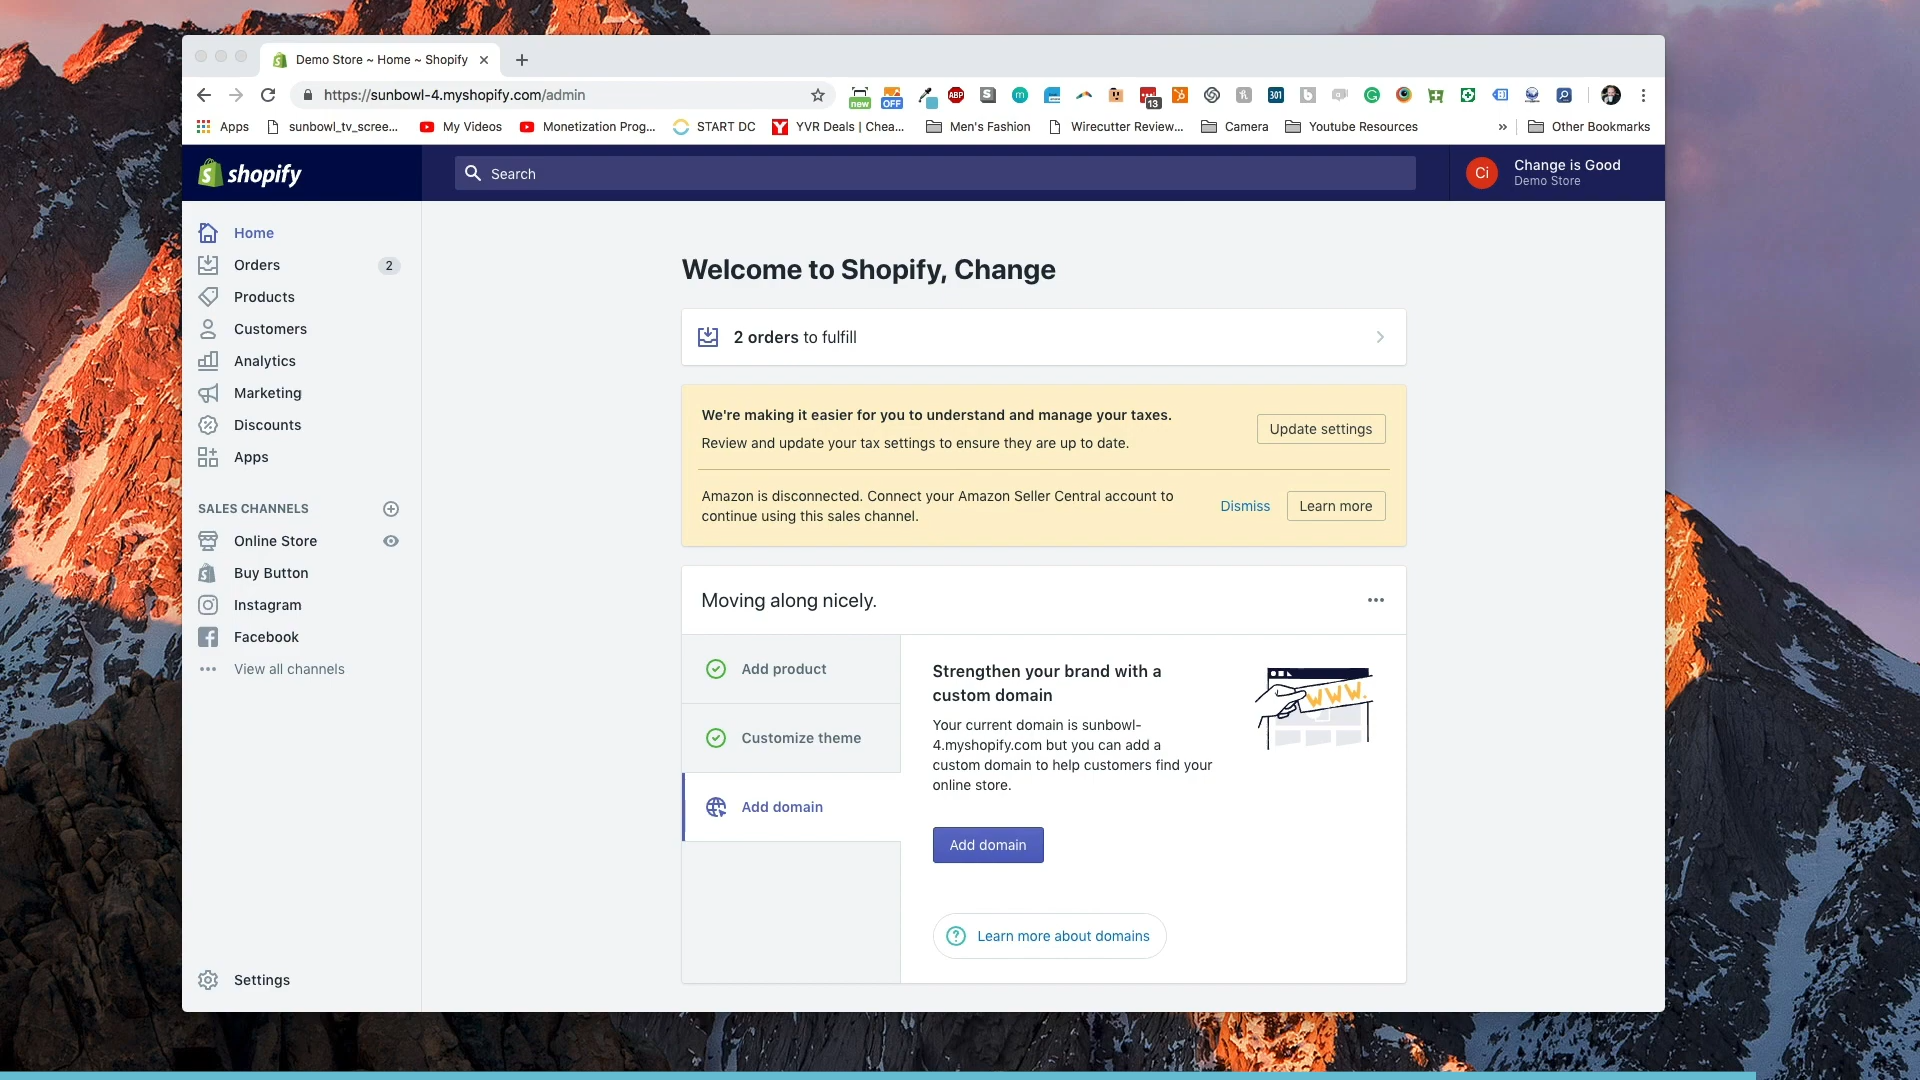 Demo Store ~ Home ~ Shopify
https://sunbowl-4.myshopify.com/admin
new
OFF
ABP
S
m
13
301
b
Apps
sunbowl_tv_scree...
My Videos
Monetization Prog...
START DC
YVR Deals | Chea...
Men's Fashion
Wirecutter Review...
Camera
Youtube Resources
»
Other Bookmarks
shopify
Search
Ci
Change is Good
Demo Store
Home
Orders
2
Products
Customers
Analytics
Marketing
Discounts
Apps
SALES CHANNELS
Online Store
Buy Button
Instagram
Facebook
View all channels
Settings
Welcome to Shopify, Change
2 orders to fulfill
We're making it easier for you to understand and manage your taxes.
Review and update your tax settings to ensure they are up to date.
Update settings
Amazon is disconnected. Connect your Amazon Seller Central account to
continue using this sales channel.
Dismiss
Learn more
Moving along nicely.
Add product
Customize theme
Add domain
Strengthen your brand with a
custom domain
Your current domain is sunbowl-
4.myshopify.com but you can add a
custom domain to help customers find your
online store.
WWW.
Add domain
Learn more about domains